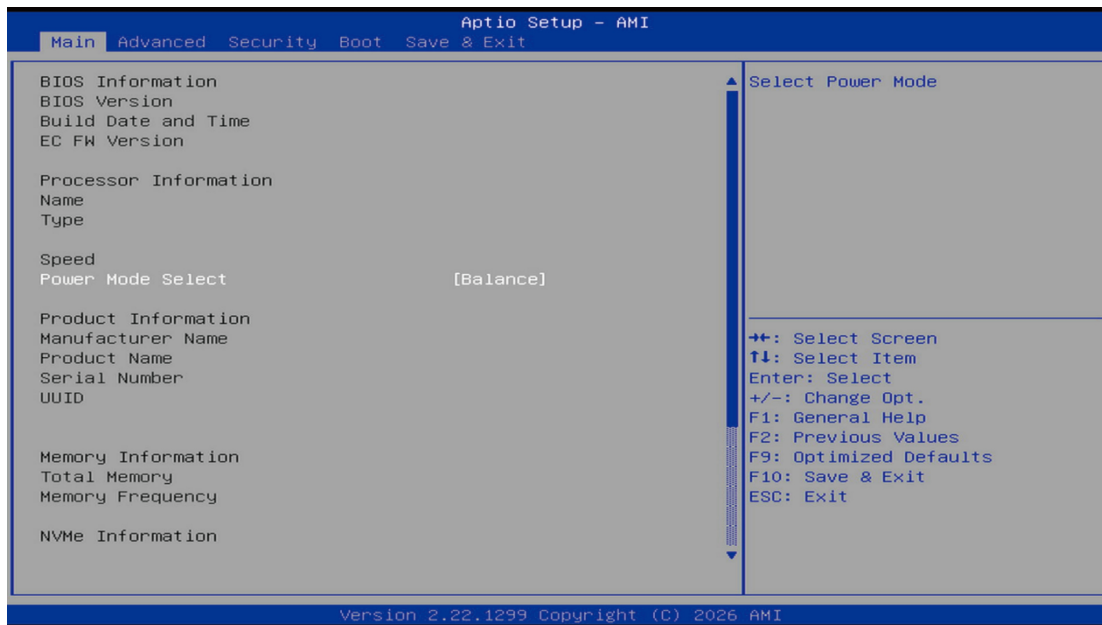 Aptio Setup - AMI
Main Advanced Security Boot Save & Exit
BIOS Information
BIOS Version
Build Date and Time
EC FW Version
Processor Information
Name
Type
Speed
Power Mode Select [Balance]
Product Information
Manufacturer Name
Product Name
Serial Number
UUID
Memory Information
Total Memory
Memory Frequency
NVMe Information
Select Power Mode
→←: Select Screen
↑↓: Select Item
Enter: Select
+/-: Change Opt.
F1: General Help
F2: Previous Values
F9: Optimized Defaults
F10: Save & Exit
ESC: Exit
Version 2.22.1299 Copyright (C) 2026 AMI